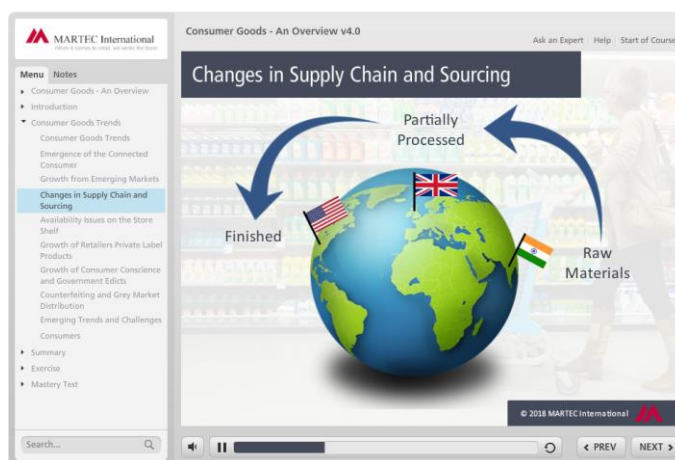 MARTEC International
When it comes to retail, we wrote the book
Consumer Goods - An Overview v4.0
Ask an Expert Help Start of Course
Menu Notes
Consumer Goods - An Overview
Introduction
Consumer Goods Trends
Consumer Goods Trends
Emergence of the Connected
Consumer
Growth from Emerging Markets
Changes in Supply Chain and
Sourcing
Availability Issues on the Store
Shelf
Growth of Retailers Private Label
Products
Growth of Consumer Conscience
and Government Edicts
Counterfeiting and Grey Market
Distribution
Emerging Trends and Challenges
Consumers
Summary
Exercise
Mastery Test
Search...
Changes in Supply Chain and Sourcing
Partially
Processed
Finished
Raw
Materials
© 2018 MARTEC International
PREV NEXT